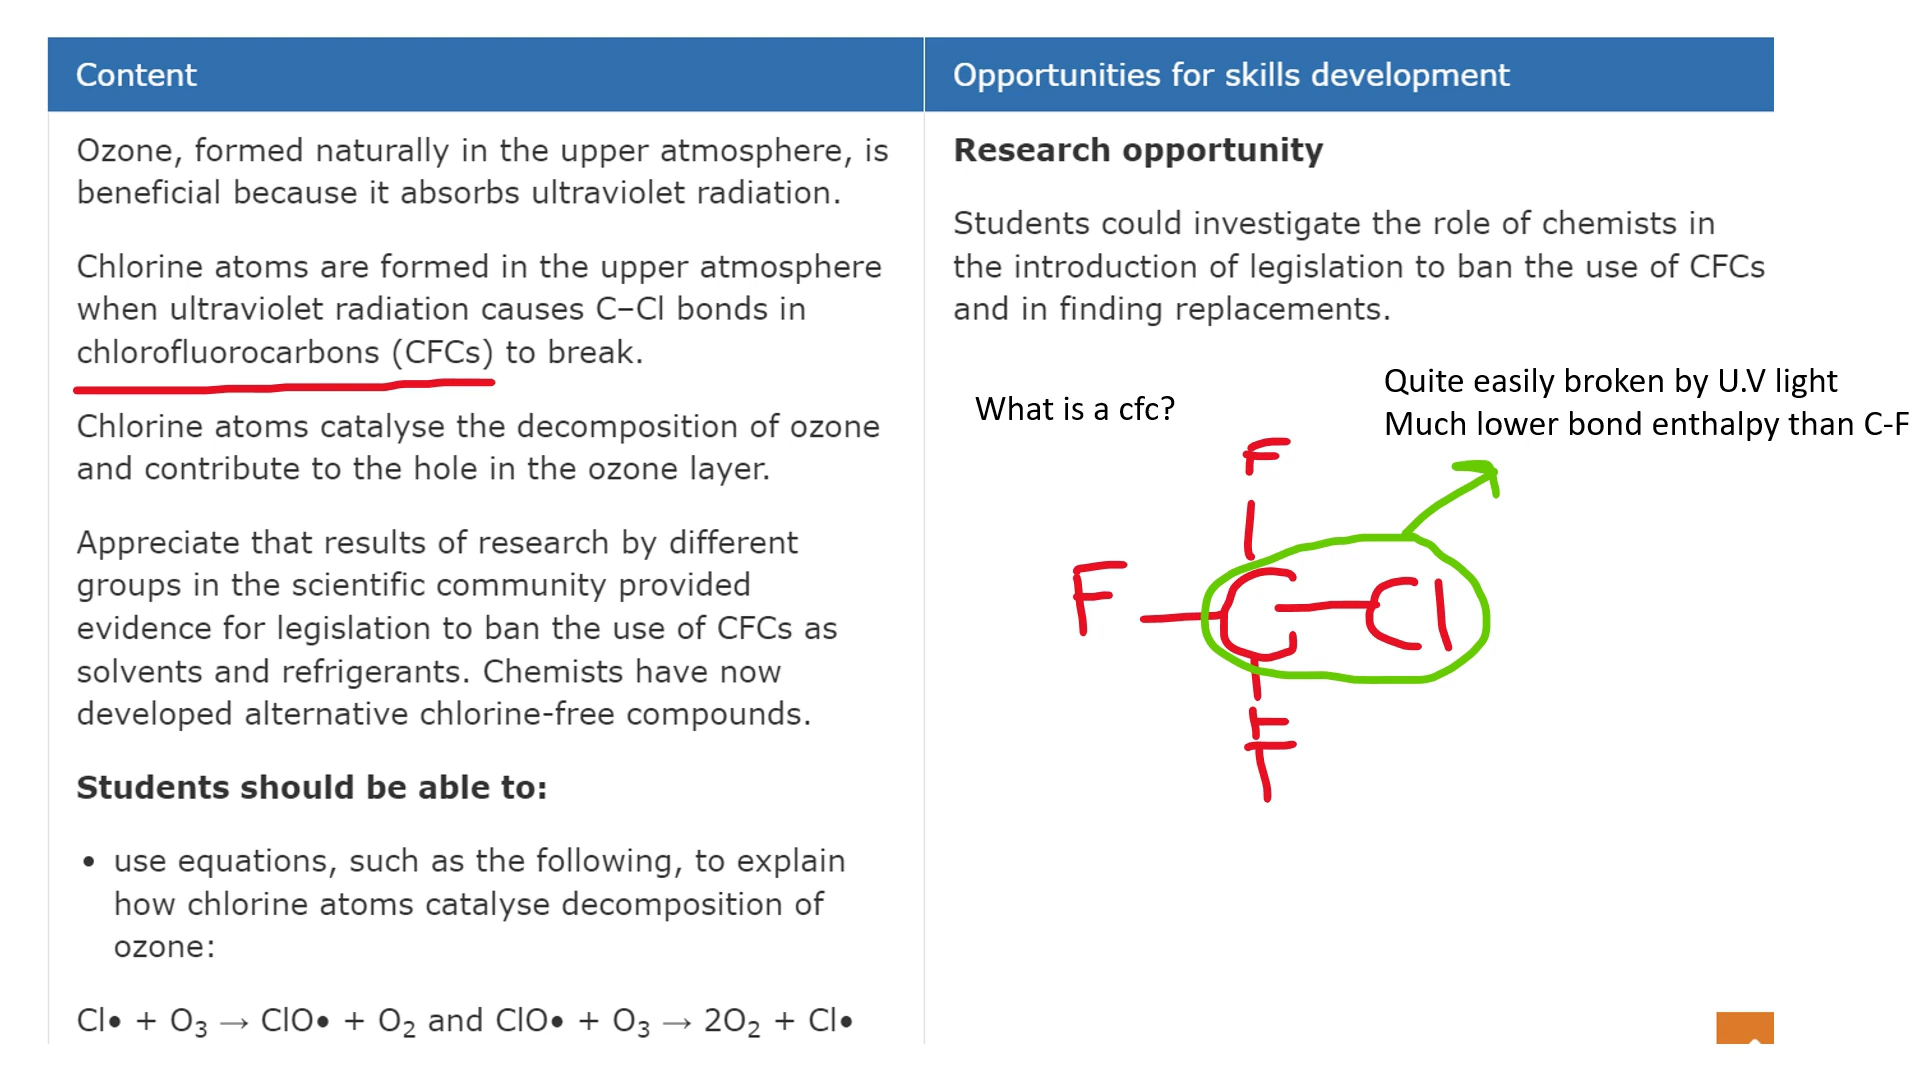 Content
Ozone, formed naturally in the upper atmosphere, is
beneficial because it absorbs ultraviolet radiation.
Chlorine atoms are formed in the upper atmosphere
when ultraviolet radiation causes C–Cl bonds in
chlorofluorocarbons (CFCs) to break.
Chlorine atoms catalyse the decomposition of ozone
and contribute to the hole in the ozone layer.
Appreciate that results of research by different
groups in the scientific community provided
evidence for legislation to ban the use of CFCs as
solvents and refrigerants. Chemists have now
developed alternative chlorine-free compounds.
Students should be able to:
• use equations, such as the following, to explain
how chlorine atoms catalyse decomposition of
ozone:
Cl• + O₃ → ClO• + O₂ and ClO• + O₃ → 2O₂ + Cl•
Opportunities for skills development
Research opportunity
Students could investigate the role of chemists in
the introduction of legislation to ban the use of CFCs
and in finding replacements.
What is a cfc?
Quite easily broken by U.V light
Much lower bond enthalpy than C-F
F
F C Cl
F